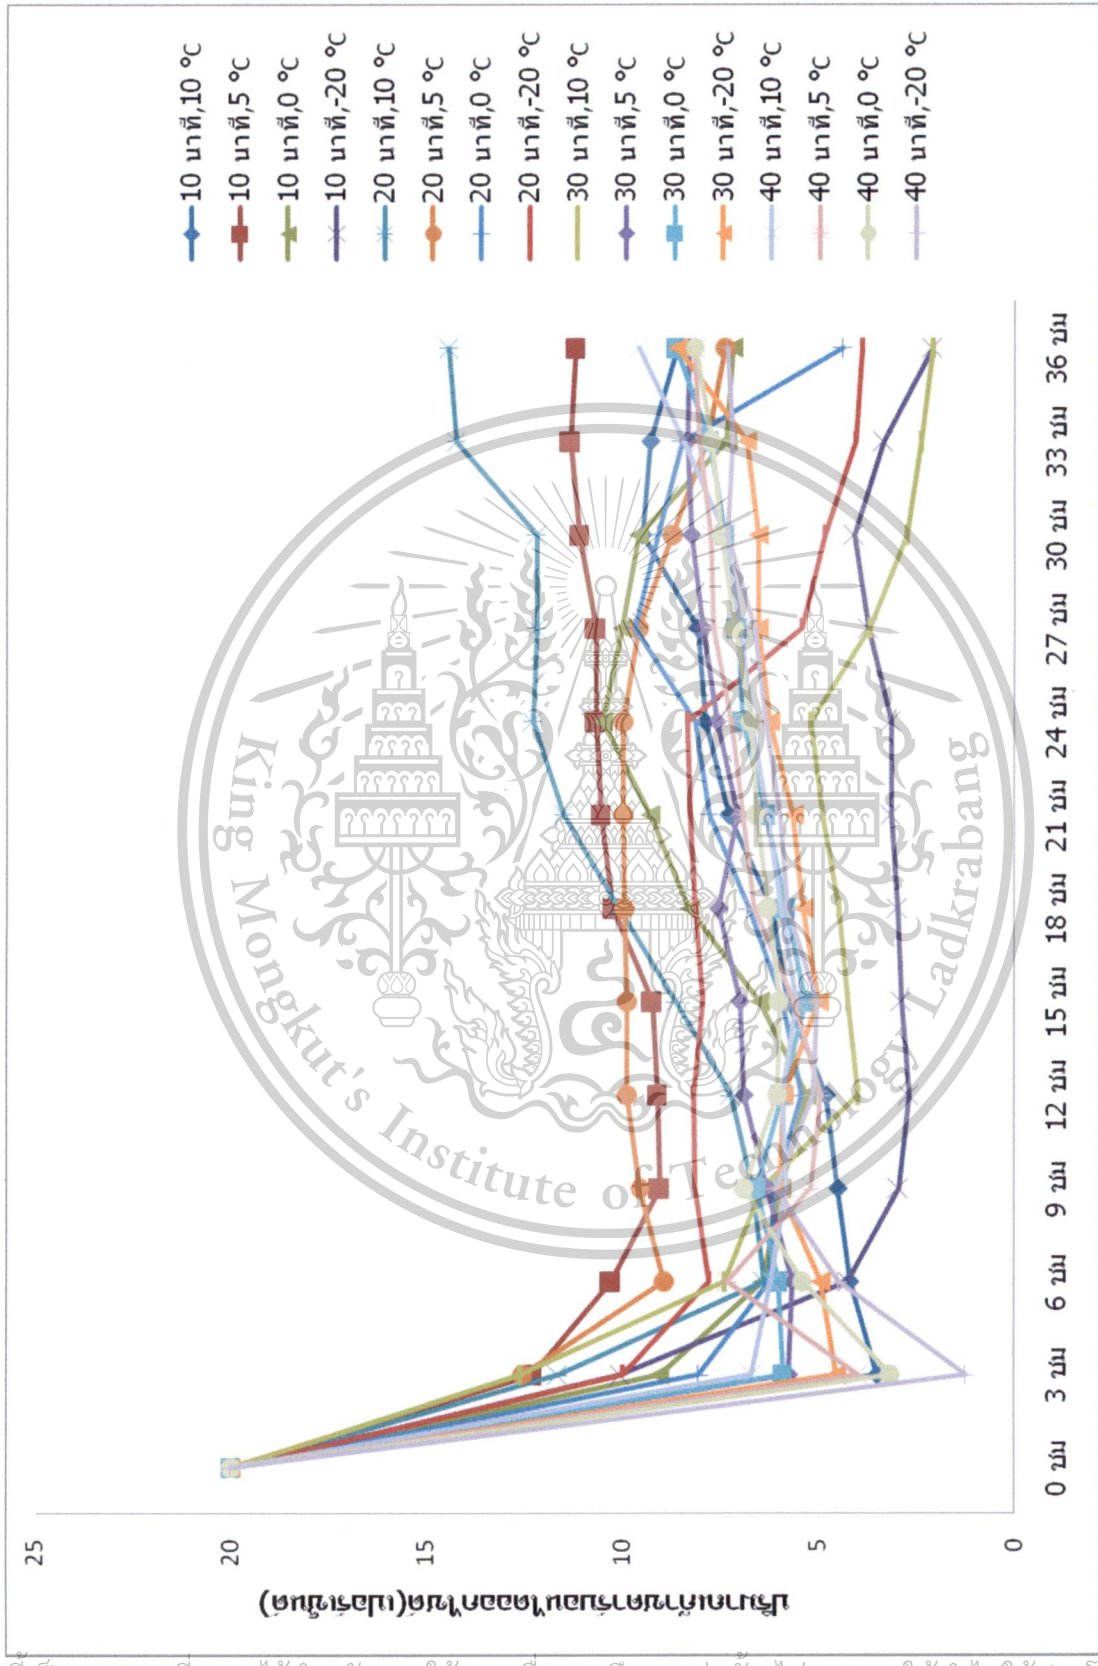 ปริมาณก๊าซคาร์บอนไดออกไซด์(เปอร์เซ็นต์)
25
20
15
10
5
0
0 ชม
3 ชม
6 ชม
9 ชม
12 ชม
15 ชม
18 ชม
21 ชม
24 ชม
27 ชม
30 ชม
33 ชม
36 ชม
10 นาที,10 °C
10 นาที,5 °C
10 นาที,0 °C
10 นาที,-20 °C
20 นาที,10 °C
20 นาที,5 °C
20 นาที,0 °C
20 นาที,-20 °C
30 นาที,10 °C
30 นาที,5 °C
30 นาที,0 °C
30 นาที,-20 °C
40 นาที,10 °C
40 นาที,5 °C
40 นาที,0 °C
40 นาที,-20 °C
King Mongkut's Institute of Technology Ladkrabang